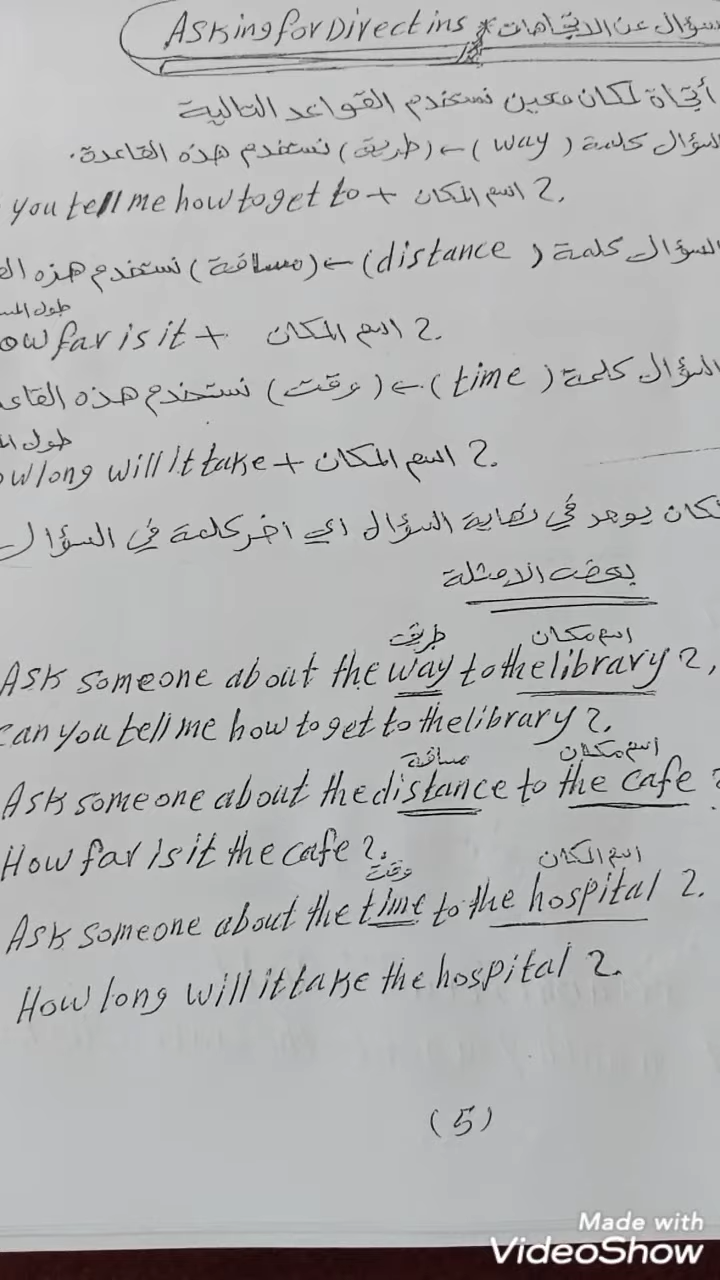 Asking for Directins * سؤال عن الاتجاهات
أتجاة لمكان معين نستخدم القواعد التالية
السؤال كلمة (way) ← (طريق) نستخدم هذه القاعدة.
you tell me how to get to + اسم المكان ?.
السؤال كلمة (distance) ← (مسافة) نستخدم هذه
طول
ow far is it + اسم المكان ?.
السؤال كلمة (time) ← (وقت) نستخدم هذه
طول
ow long will it take + اسم المكان ?.
المكان يوجد في نهاية السؤال اي اخر كلمة في السؤال
بعض الامثلة
طريق اسم مكان
Ask someone about the way to the library ?,
can you tell me how to get to the library ?.
مسافة اسم مكان
Ask someone about the distance to the cafe ?
How far is it the cafe ?.
وقت اسم المكان
Ask someone about the time to the hospital ?.
How long will it take the hospital ?.
(5)
Made with
VideoShow